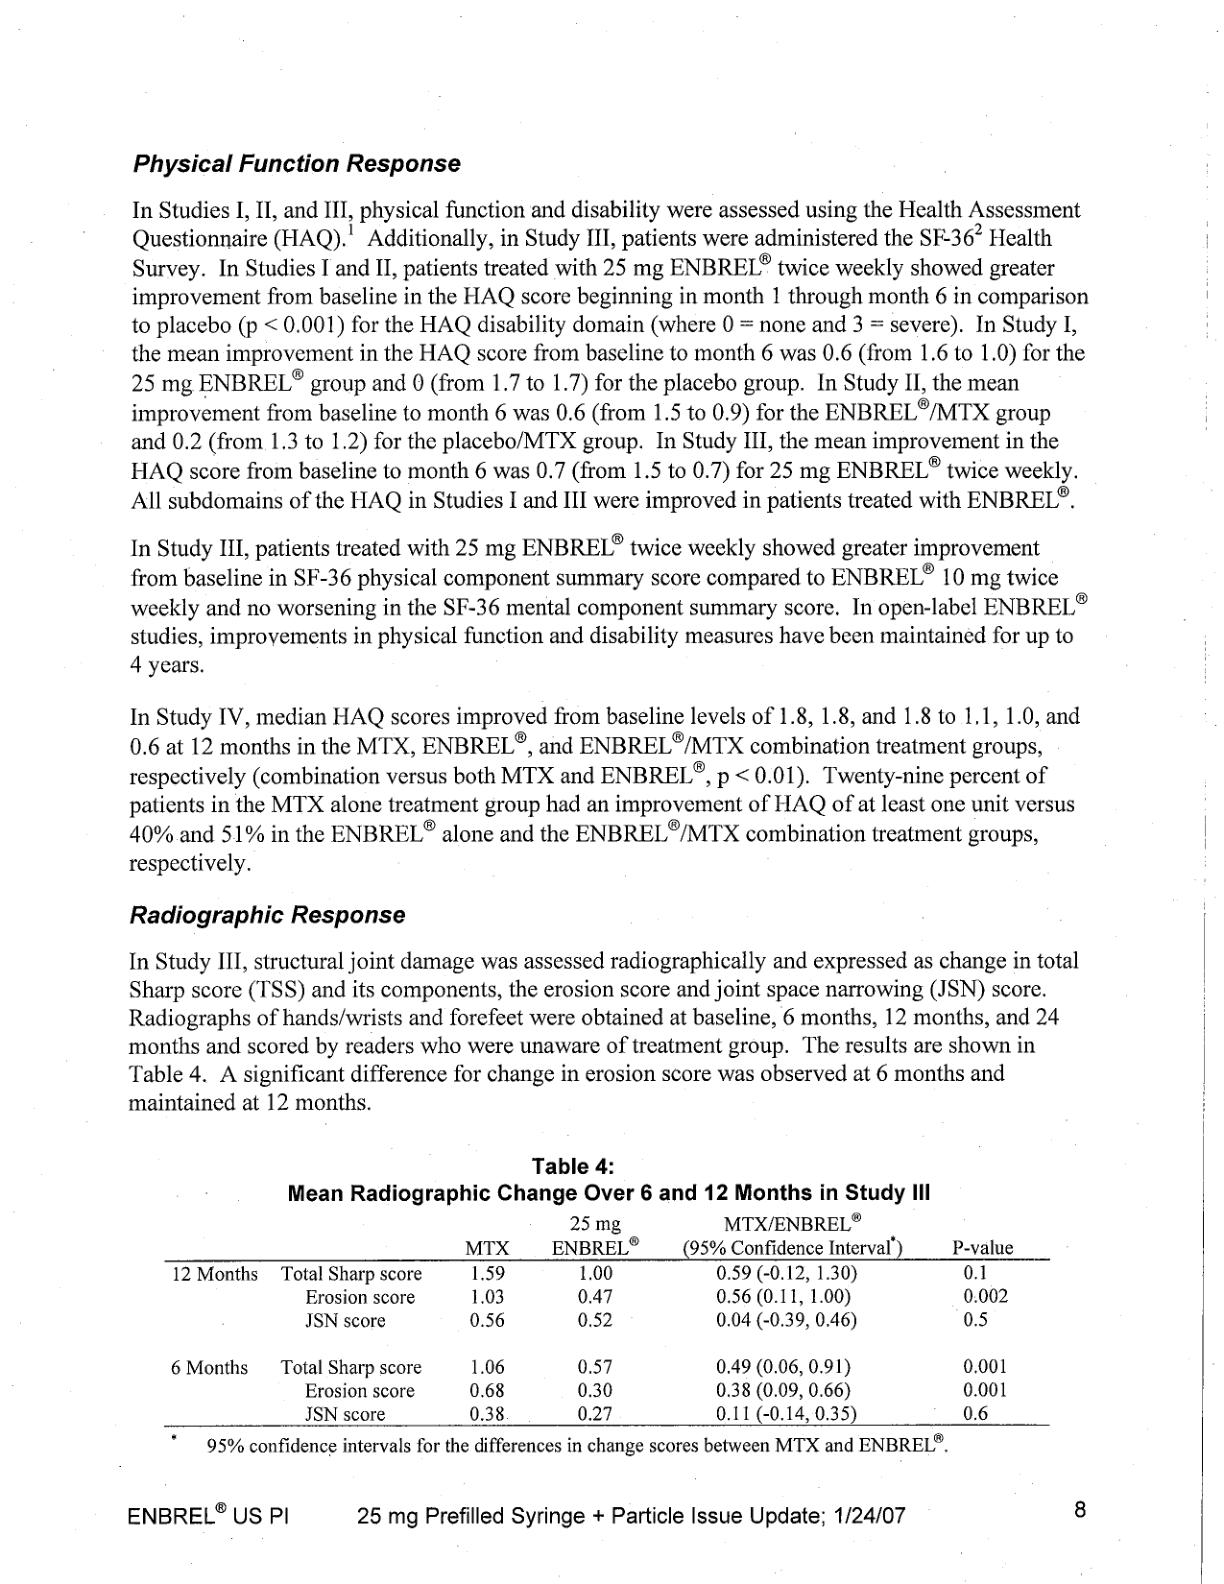 Physical Function Response
In Studies I, II, and III, physical function and disability were assessed using the Health Assessment
Questionnaire (HAQ).¹ Additionally, in Study III, patients were administered the SF-36² Health
Survey. In Studies I and II, patients treated with 25 mg ENBREL® twice weekly showed greater
improvement from baseline in the HAQ score beginning in month 1 through month 6 in comparison
to placebo (p < 0.001) for the HAQ disability domain (where 0 = none and 3 = severe). In Study I,
the mean improvement in the HAQ score from baseline to month 6 was 0.6 (from 1.6 to 1.0) for the
25 mg ENBREL® group and 0 (from 1.7 to 1.7) for the placebo group. In Study II, the mean
improvement from baseline to month 6 was 0.6 (from 1.5 to 0.9) for the ENBREL®/MTX group
and 0.2 (from 1.3 to 1.2) for the placebo/MTX group. In Study III, the mean improvement in the
HAQ score from baseline to month 6 was 0.7 (from 1.5 to 0.7) for 25 mg ENBREL® twice weekly.
All subdomains of the HAQ in Studies I and III were improved in patients treated with ENBREL®.
In Study III, patients treated with 25 mg ENBREL® twice weekly showed greater improvement
from baseline in SF-36 physical component summary score compared to ENBREL® 10 mg twice
weekly and no worsening in the SF-36 mental component summary score. In open-label ENBREL®
studies, improvements in physical function and disability measures have been maintained for up to
4 years.
In Study IV, median HAQ scores improved from baseline levels of 1.8, 1.8, and 1.8 to 1.1, 1.0, and
0.6 at 12 months in the MTX, ENBREL®, and ENBREL®/MTX combination treatment groups,
respectively (combination versus both MTX and ENBREL®, p < 0.01). Twenty-nine percent of
patients in the MTX alone treatment group had an improvement of HAQ of at least one unit versus
40% and 51% in the ENBREL® alone and the ENBREL®/MTX combination treatment groups,
respectively.
Radiographic Response
In Study III, structural joint damage was assessed radiographically and expressed as change in total
Sharp score (TSS) and its components, the erosion score and joint space narrowing (JSN) score.
Radiographs of hands/wrists and forefeet were obtained at baseline, 6 months, 12 months, and 24
months and scored by readers who were unaware of treatment group. The results are shown in
Table 4. A significant difference for change in erosion score was observed at 6 months and
maintained at 12 months.
Table 4:
Mean Radiographic Change Over 6 and 12 Months in Study III
25 mg MTX/ENBREL®
MTX ENBREL® (95% Confidence Interval*) P-value
12 Months Total Sharp score 1.59 1.00 0.59 (-0.12, 1.30) 0.1
Erosion score 1.03 0.47 0.56 (0.11, 1.00) 0.002
JSN score 0.56 0.52 0.04 (-0.39, 0.46) 0.5
6 Months Total Sharp score 1.06 0.57 0.49 (0.06, 0.91) 0.001
Erosion score 0.68 0.30 0.38 (0.09, 0.66) 0.001
JSN score 0.38 0.27 0.11 (-0.14, 0.35) 0.6
* 95% confidence intervals for the differences in change scores between MTX and ENBREL®.
ENBREL® US PI 25 mg Prefilled Syringe + Particle Issue Update; 1/24/07 8